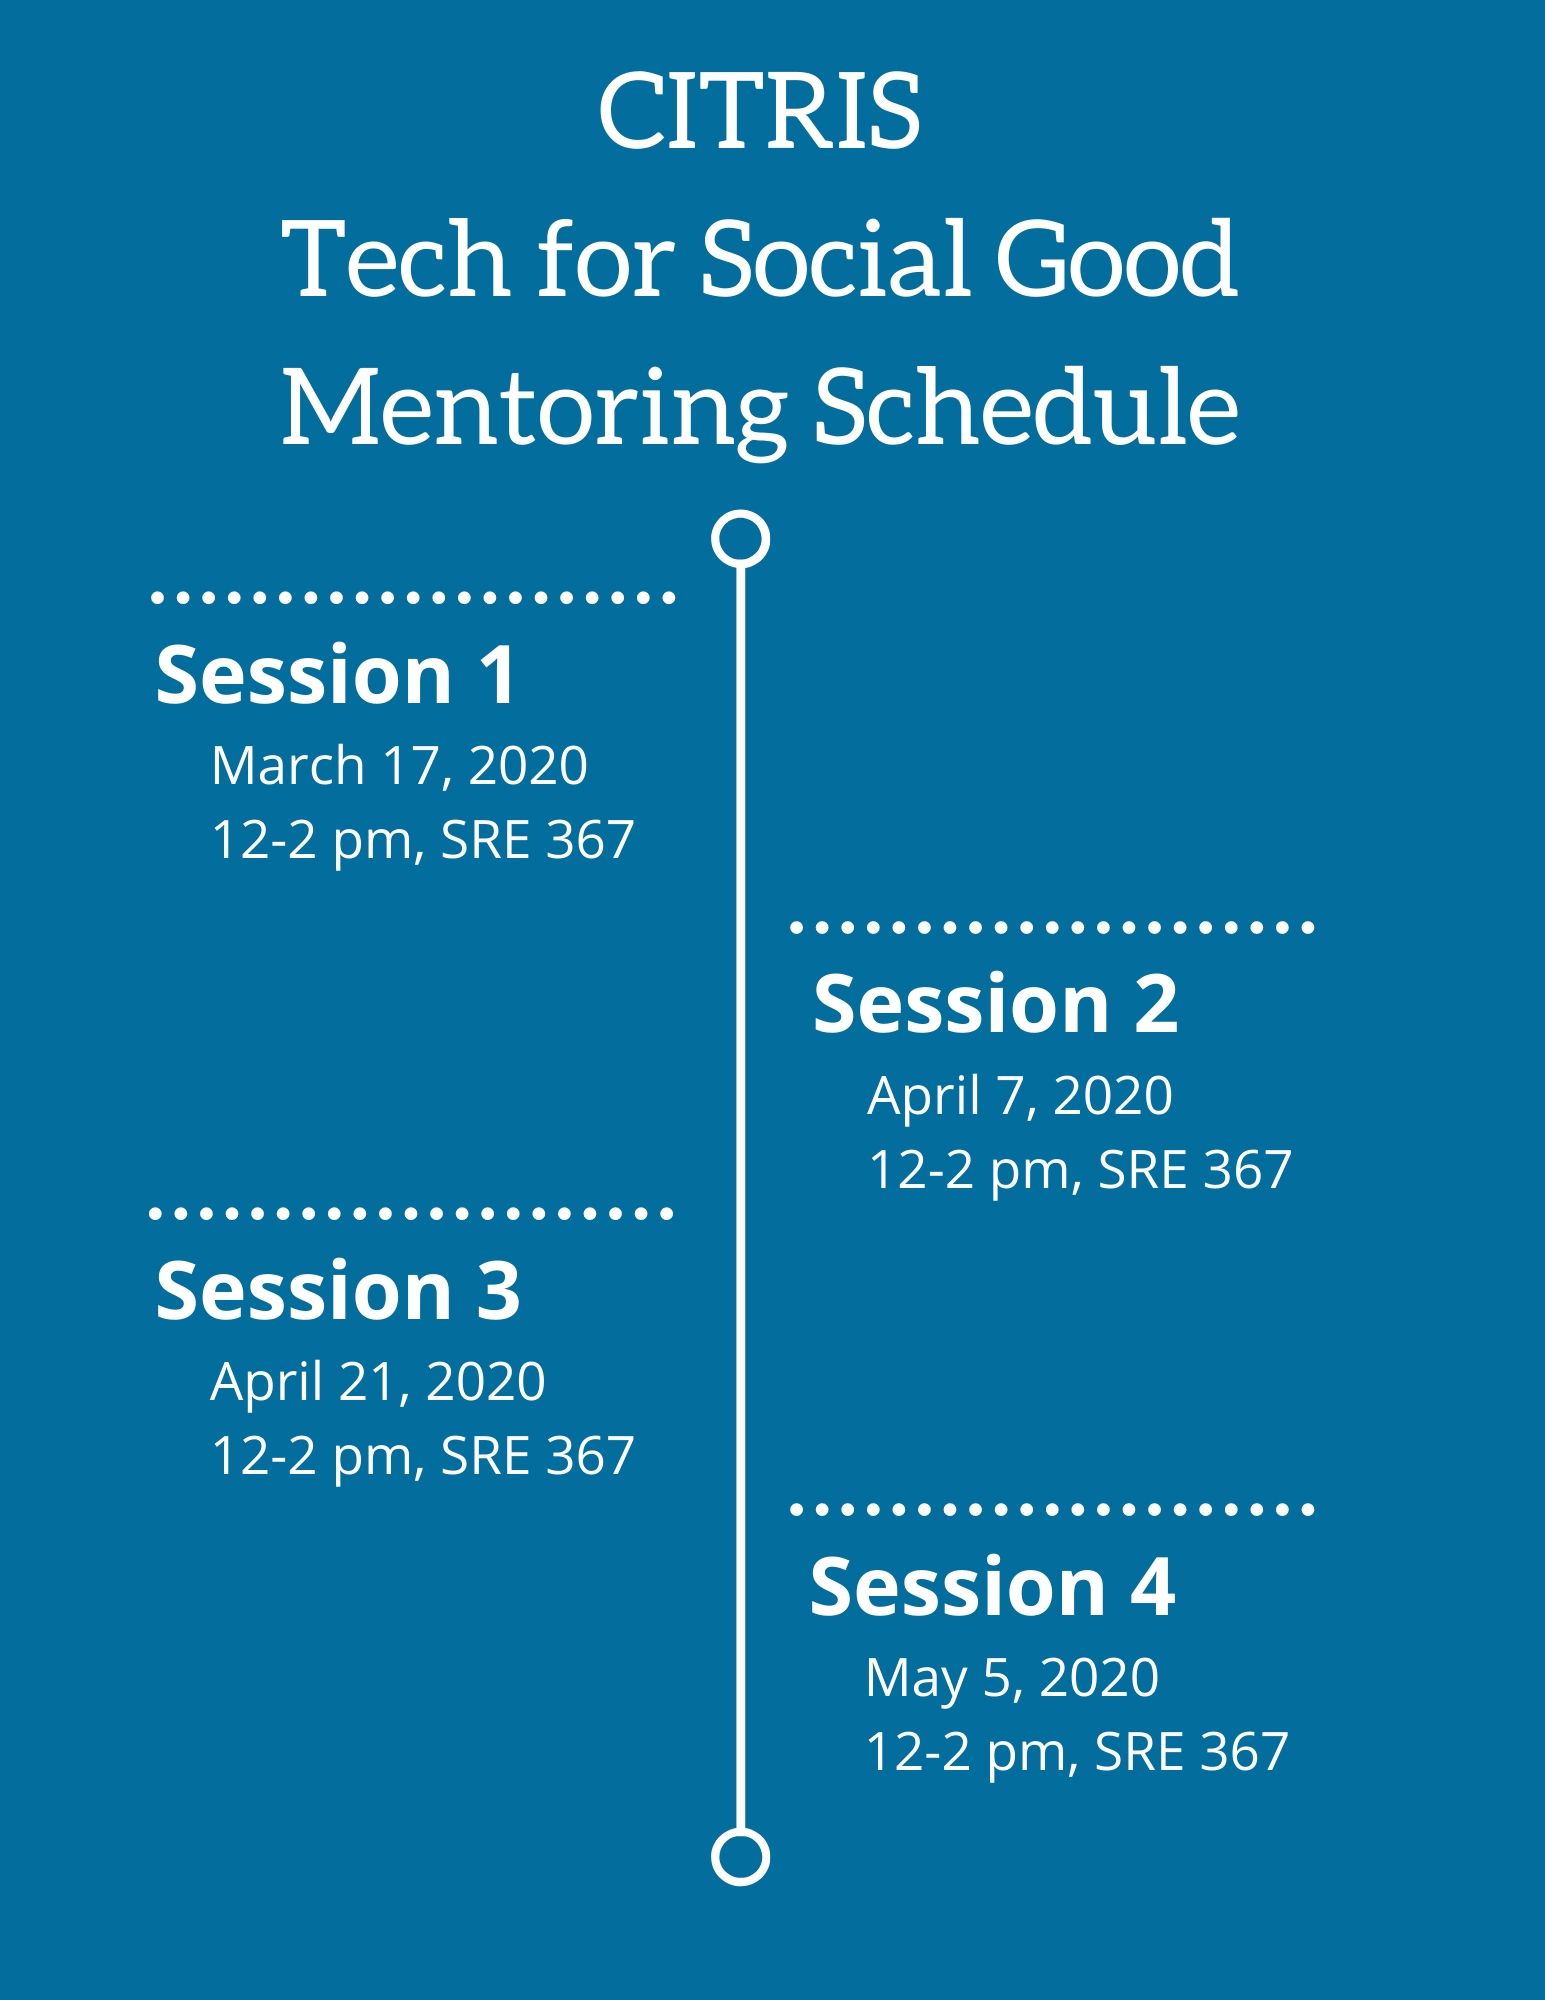 CITRIS
Tech for Social Good
Mentoring Schedule
Session 1
March 17, 2020
12-2 pm, SRE 367
Session 2
April 7, 2020
12-2 pm, SRE 367
Session 3
April 21, 2020
12-2 pm, SRE 367
Session 4
May 5, 2020
12-2 pm, SRE 367